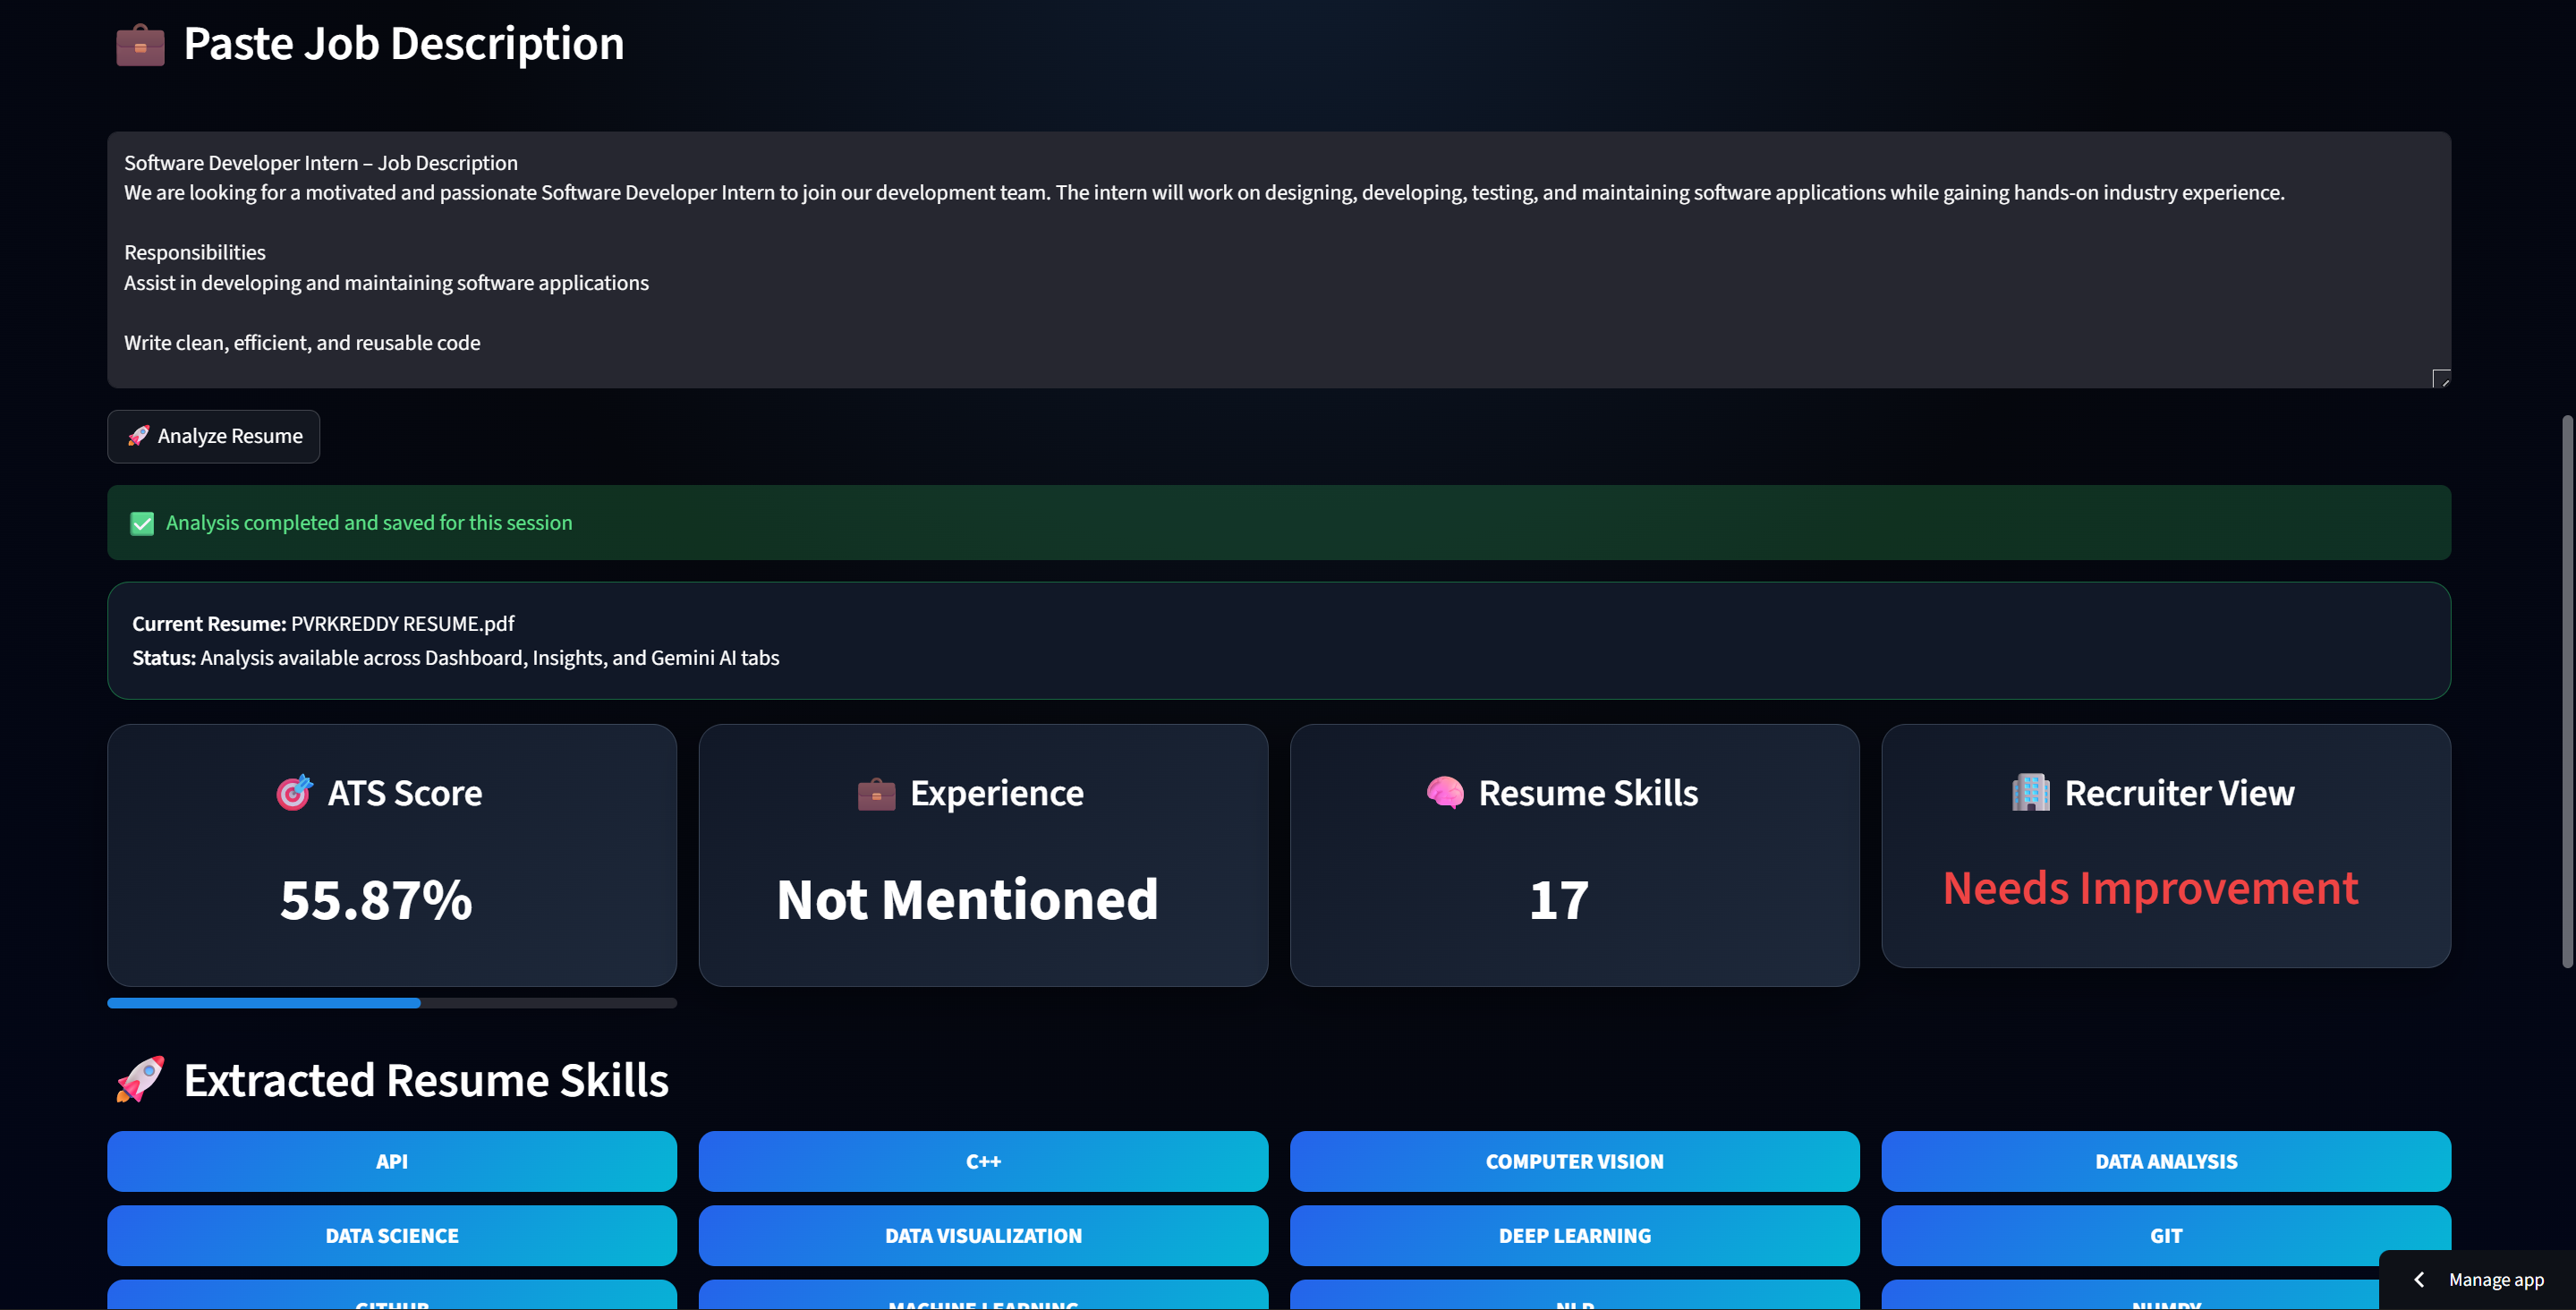 Paste Job Description
Software Developer Intern – Job Description
We are looking for a motivated and passionate Software Developer Intern to join our development team. The intern will work on designing, developing, testing, and maintaining software applications while gaining hands-on industry experience.
Responsibilities
Assist in developing and maintaining software applications
Write clean, efficient, and reusable code
Analyze Resume
Analysis completed and saved for this session
Current Resume: PVRKREDDY RESUME.pdf
Status: Analysis available across Dashboard, Insights, and Gemini AI tabs
ATS Score
55.87%
Experience
Not Mentioned
Resume Skills
17
Recruiter View
Needs Improvement
Extracted Resume Skills
API
C++
COMPUTER VISION
DATA ANALYSIS
DATA SCIENCE
DATA VISUALIZATION
DEEP LEARNING
GIT
GITHUB
MACHINE LEARNING
NLP
NUMPY
Manage app